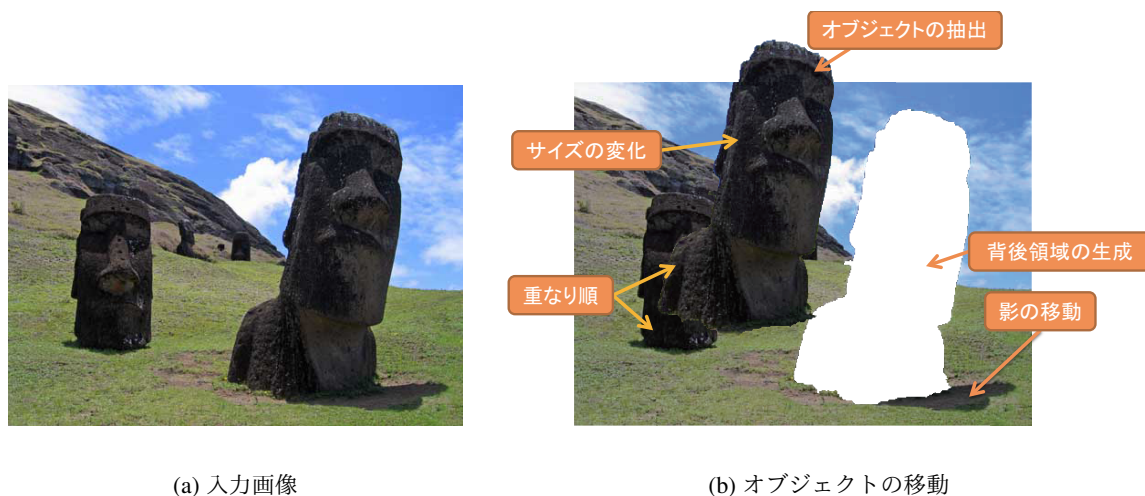 オブジェクトの抽出
サイズの変化
背後領域の生成
重なり順
影の移動
(a) 入力画像
(b) オブジェクトの移動